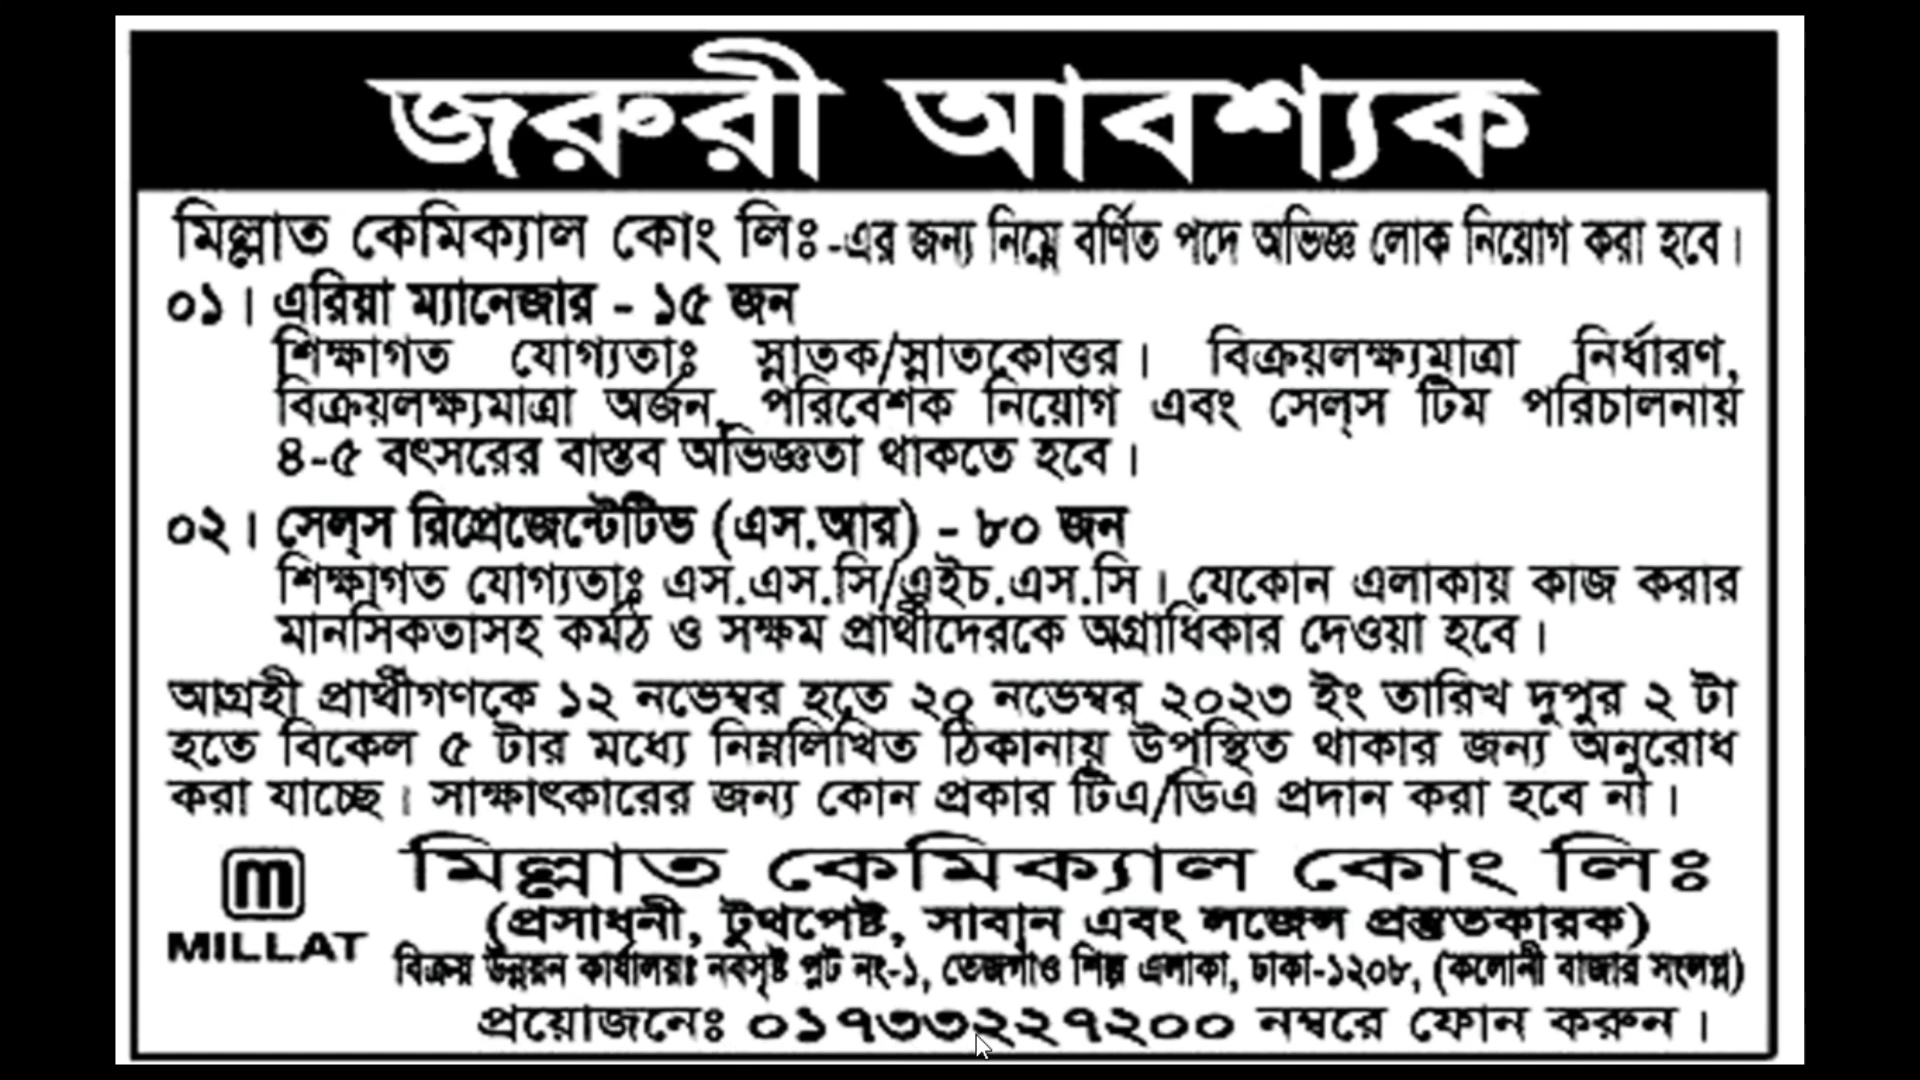 জরুরী আবশ্যক
মিল্লাত কেমিক্যাল কোং লিঃ-এর জন্য নিম্নে বর্ণিত পদে অভিজ্ঞ লোক নিয়োগ করা হবে।
০১। এরিয়া ম্যানেজার - ১৫ জন
শিক্ষাগত যোগ্যতাঃ স্নাতক/স্নাতকোত্তর। বিক্রয়লক্ষ্যমাত্রা নির্ধারণ,
বিক্রয়লক্ষ্যমাত্রা অর্জন, পরিবেশক নিয়োগ এবং সেল্স টিম পরিচালনায়
৪-৫ বৎসরের বাস্তব অভিজ্ঞতা থাকতে হবে।
০২। সেল্স রিপ্রেজেন্টেটিভ (এস.আর) - ৮০ জন
শিক্ষাগত যোগ্যতাঃ এস.এস.সি/এইচ.এস.সি। যেকোন এলাকায় কাজ করার
মানসিকতাসহ কর্মঠ ও সক্ষম প্রার্থীদেরকে অগ্রাধিকার দেওয়া হবে।
আগ্রহী প্রার্থীগণকে ১২ নভেম্বর হতে ২০ নভেম্বর ২০২৩ ইং তারিখ দুপুর ২ টা
হতে বিকেল ৫ টার মধ্যে নিম্নলিখিত ঠিকানায় উপস্থিত থাকার জন্য অনুরোধ
করা যাচ্ছে। সাক্ষাৎকারের জন্য কোন প্রকার টিএ/ডিএ প্রদান করা হবে না।
m
MILLAT
মিল্লাত কেমিক্যাল কোং লিঃ
(প্রসাধনী, টুথপেষ্ট, সাবান এবং লজেন্স প্রস্তুতকারক)
বিক্রয় উন্নয়ন কার্যালয়ঃ নবসৃষ্ট প্লট নং-১, তেজগাঁও শিল্প এলাকা, ঢাকা-১২০৮, (কলোনী বাজার সংলগ্ন)
প্রয়োজনেঃ ০১৭৩৩২২৭২০০ নম্বরে ফোন করুন।